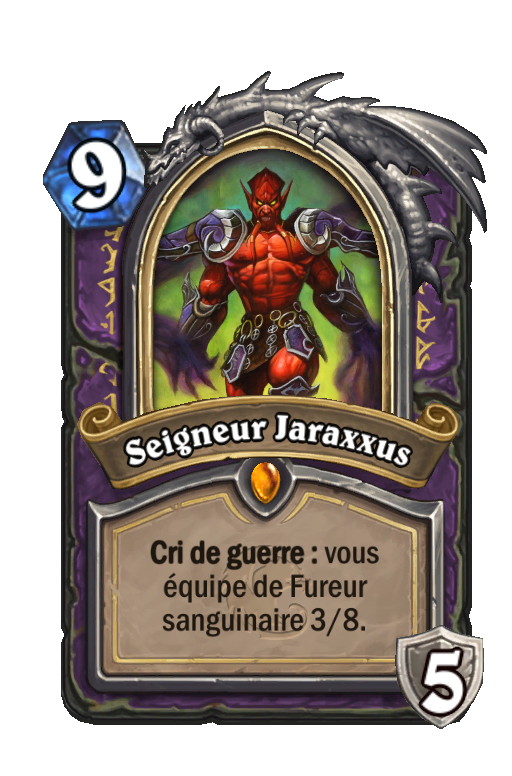 9
Seigneur Jaraxxus
Cri de guerre : vous
équipe de Fureur
sanguinaire 3/8.
5